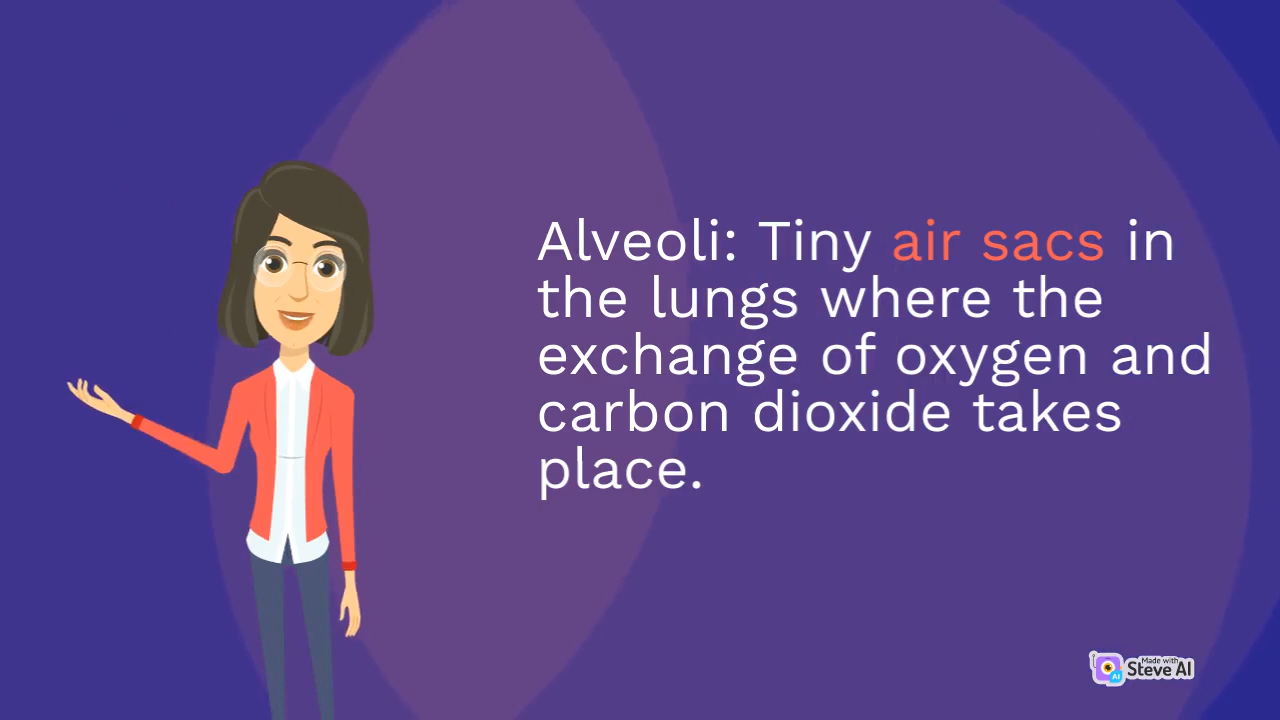 Alveoli: Tiny air sacs in
the lungs where the
exchange of oxygen and
carbon dioxide takes
place.
Made with
Steve AI
AI